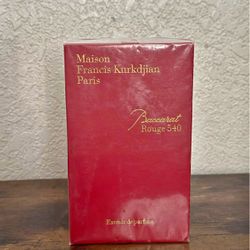 Maison
Francis Kurkdjian
Paris
Baccarat
Rouge 540
Extrait de parfum